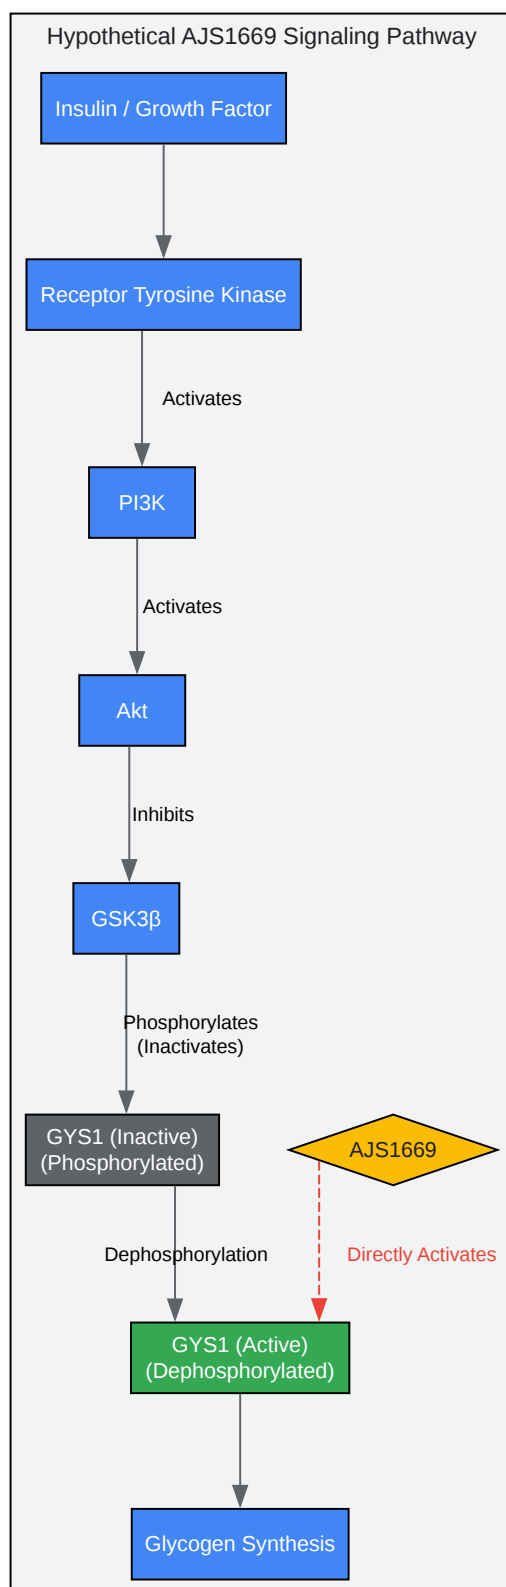 Hypothetical AJS1669 Signaling Pathway
Insulin / Growth Factor
Receptor Tyrosine Kinase
Activates
PI3K
Activates
Akt
Inhibits
GSK3β
Phosphorylates
(Inactivates)
GYS1 (Inactive)
(Phosphorylated)
AJS1669
Dephosphorylation
Directly Activates
GYS1 (Active)
(Dephosphorylated)
Glycogen Synthesis